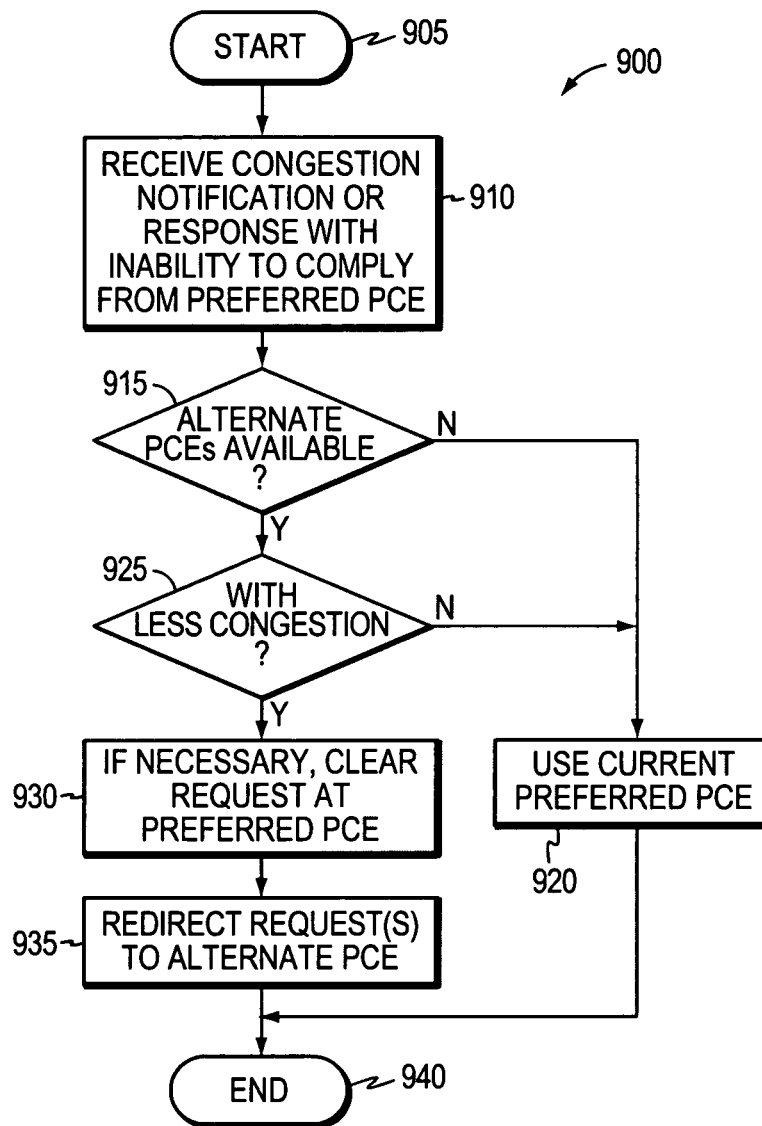 START
905
900
RECEIVE CONGESTION
NOTIFICATION OR
RESPONSE WITH
INABILITY TO COMPLY
FROM PREFERRED PCE
910
915
ALTERNATE
PCEs AVAILABLE
?
N
Y
925
WITH
LESS CONGESTION
?
N
Y
930
IF NECESSARY, CLEAR
REQUEST AT
PREFERRED PCE
USE CURRENT
PREFERRED PCE
920
935
REDIRECT REQUEST(S)
TO ALTERNATE PCE
END
940